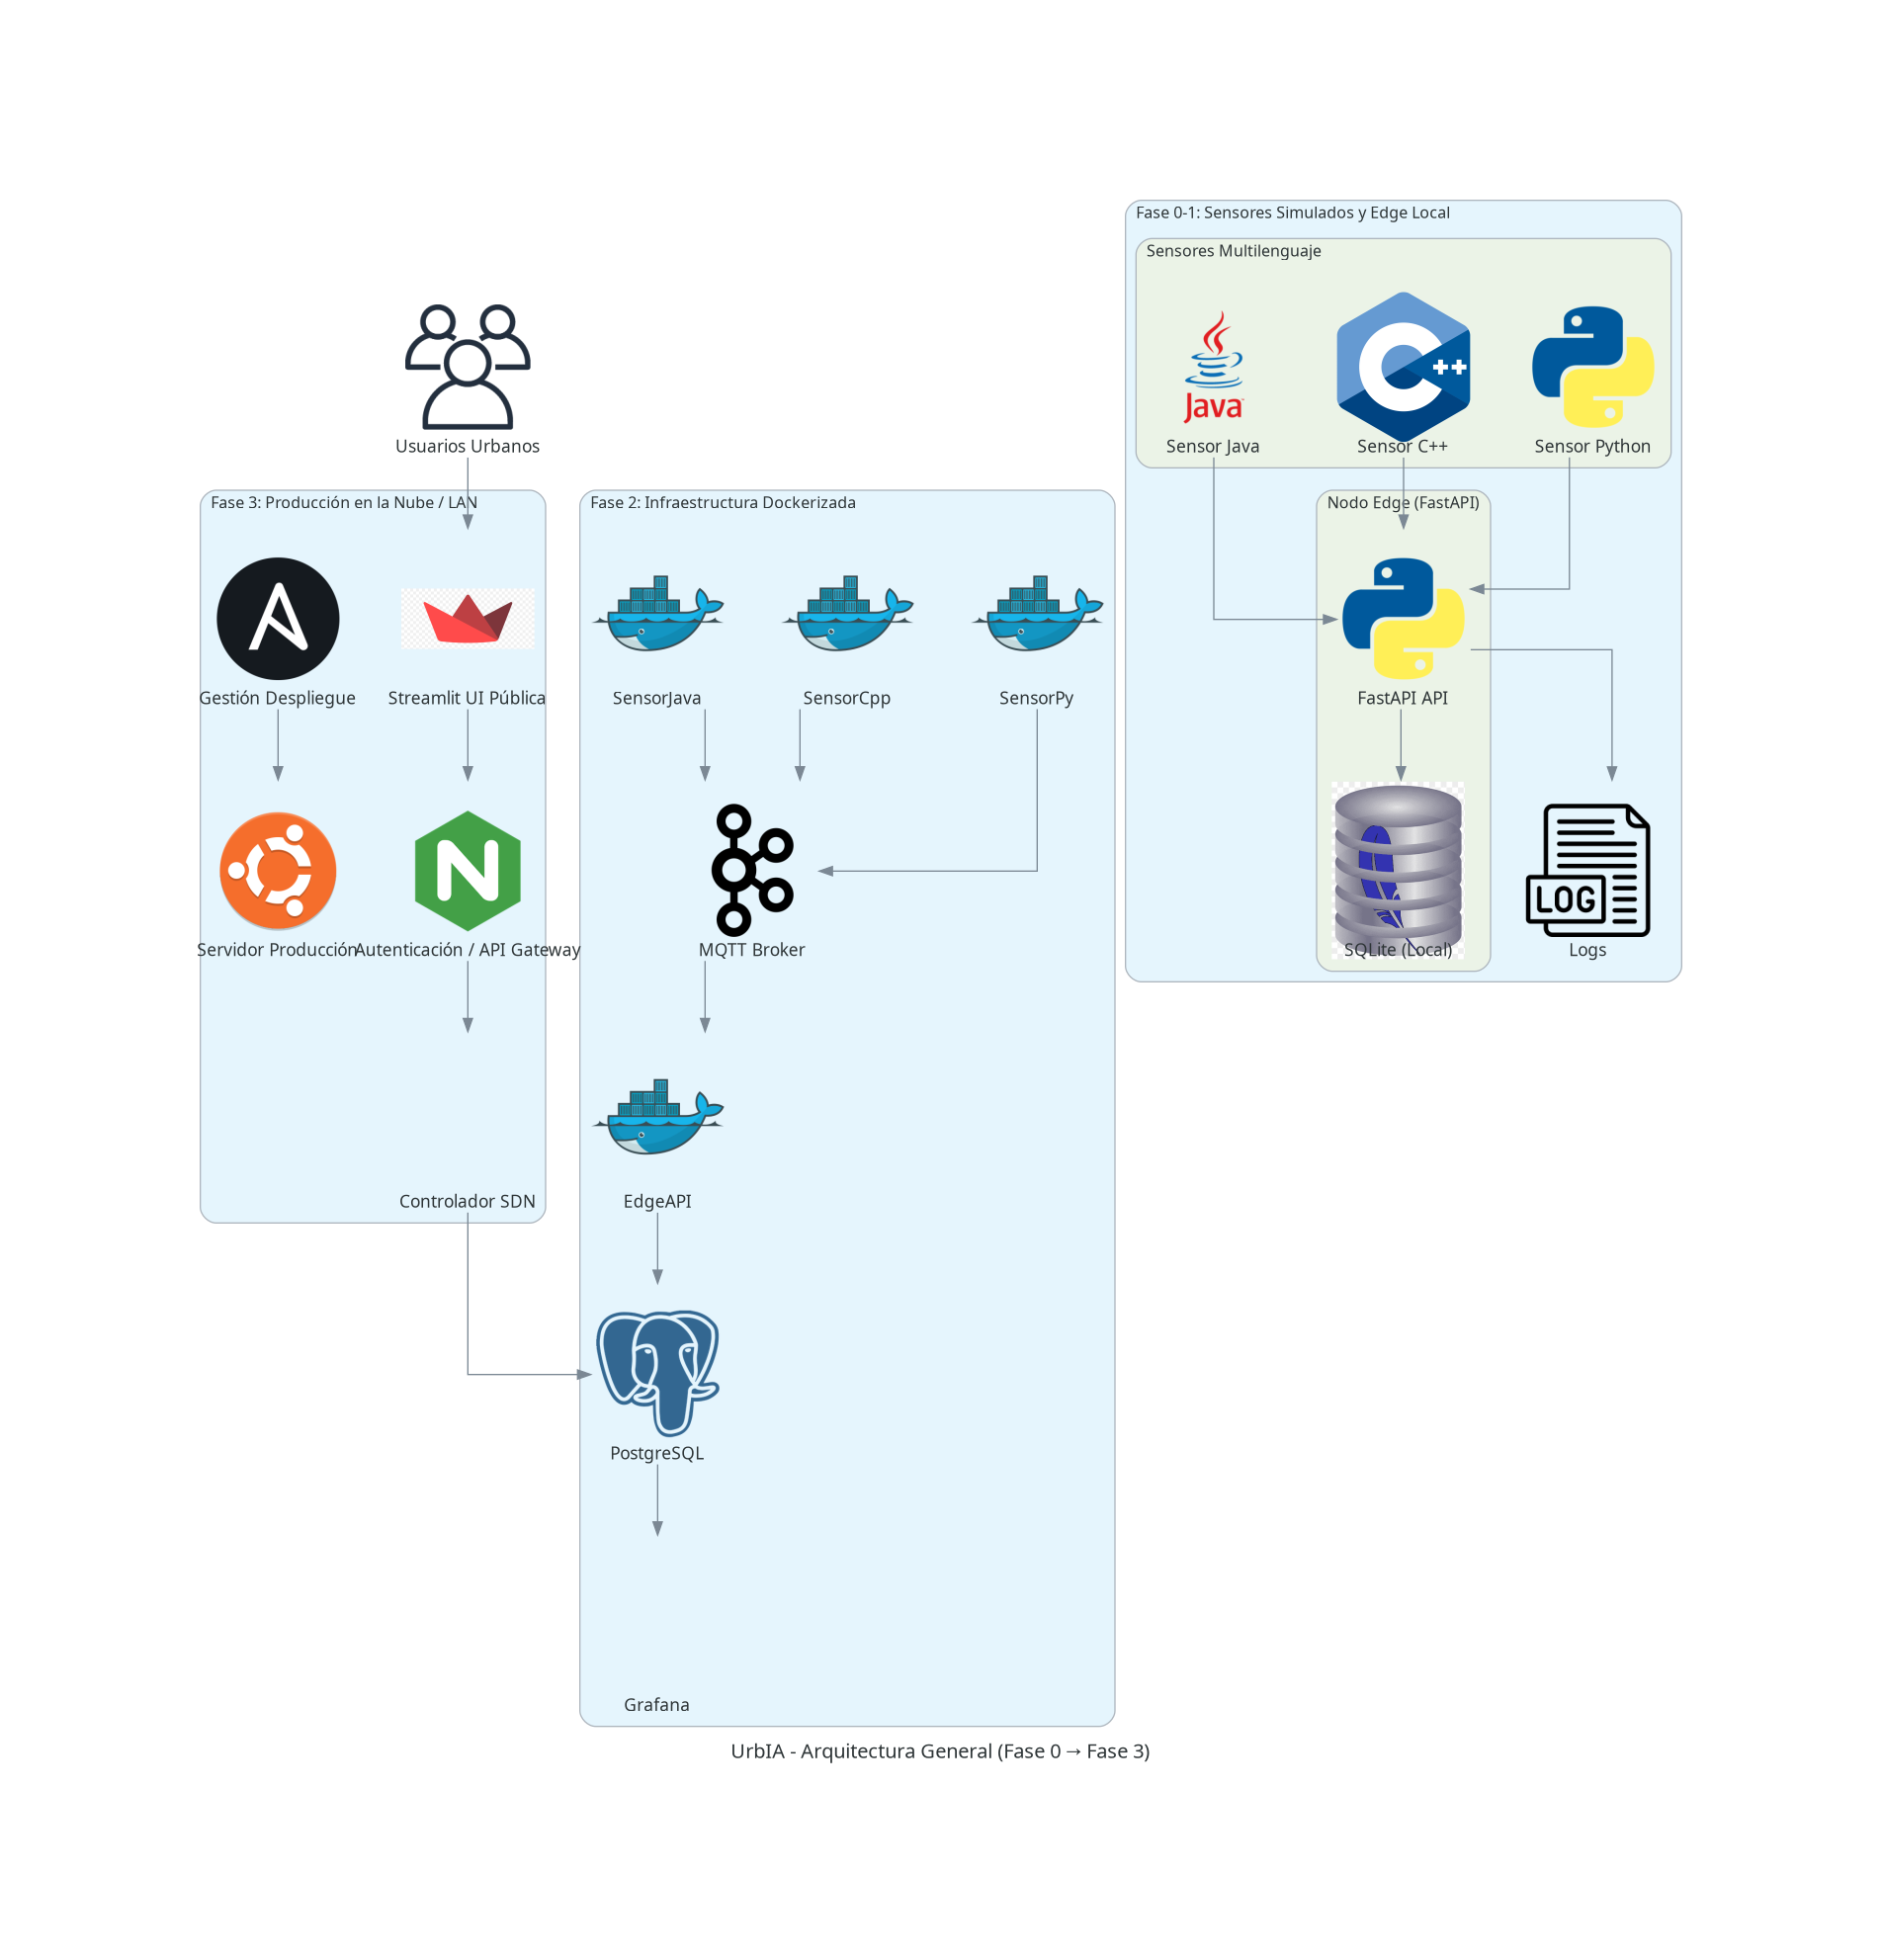 Fase 0-1: Sensores Simulados y Edge Local
Sensores Multilenguaje
Java
++
Sensor Java
Sensor C++
Sensor Python
Usuarios Urbanos
Fase 3: Producción en la Nube / LAN
Fase 2: Infraestructura Dockerizada
Nodo Edge (FastAPI)
Gestión Despliegue
Streamlit UI Pública
SensorJava
SensorCpp
SensorPy
FastAPI API
LOG
Servidor Producción
Autenticación / API Gateway
MQTT Broker
SQLite (Local)
Logs
Controlador SDN
EdgeAPI
PostgreSQL
Grafana
UrbIA - Arquitectura General (Fase 0 → Fase 3)